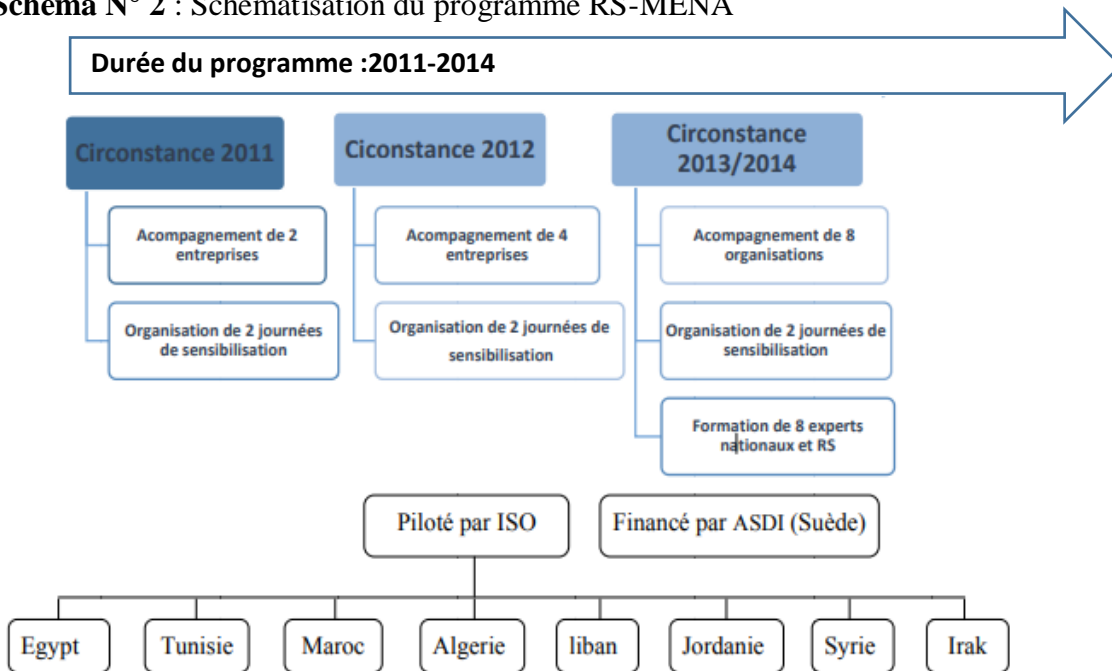 Schéma N° 2 : Schématisation du programme RS-MENA
Durée du programme :2011-2014
Circonstance 2011
Acompagnement de 2
entreprises
Organisation de 2 journées
de sensibilisation
Ciconstance 2012
Acompagnement de 4
entreprises
Organisation de 2 journées de
sensibilisation
Circonstance
2013/2014
Acompagnement de 8
organisations
Organisation de 2 journées de
sensibilisation
Formation de 8 experts
nationaux et RS
Piloté par ISO
Financé par ASDI (Suède)
Egypt
Tunisie
Maroc
Algerie
liban
Jordanie
Syrie
Irak